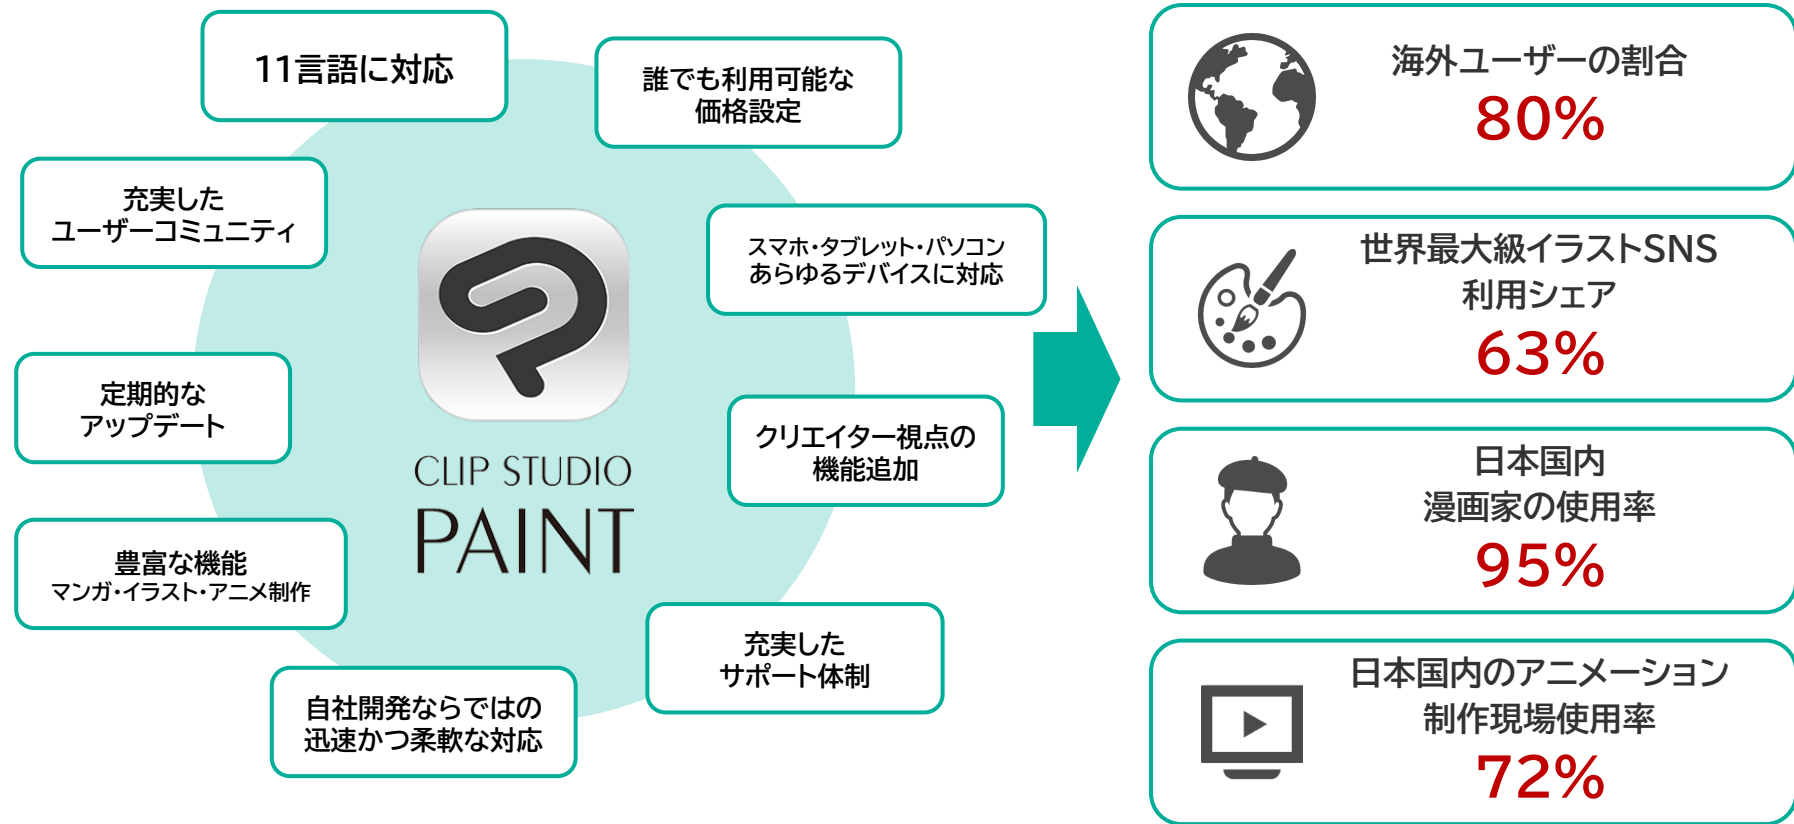 11言語に対応
誰でも利用可能な
価格設定
充実した
ユーザーコミュニティ
スマホ・タブレット・パソコン
あらゆるデバイスに対応
定期的な
アップデート
クリエイター視点の
機能追加
豊富な機能
マンガ・イラスト・アニメ制作
充実した
サポート体制
自社開発ならではの
迅速かつ柔軟な対応
CLIP STUDIO
PAINT
海外ユーザーの割合
80%
世界最大級イラストSNS
利用シェア
63%
日本国内
漫画家の使用率
95%
日本国内のアニメーション
制作現場使用率
72%